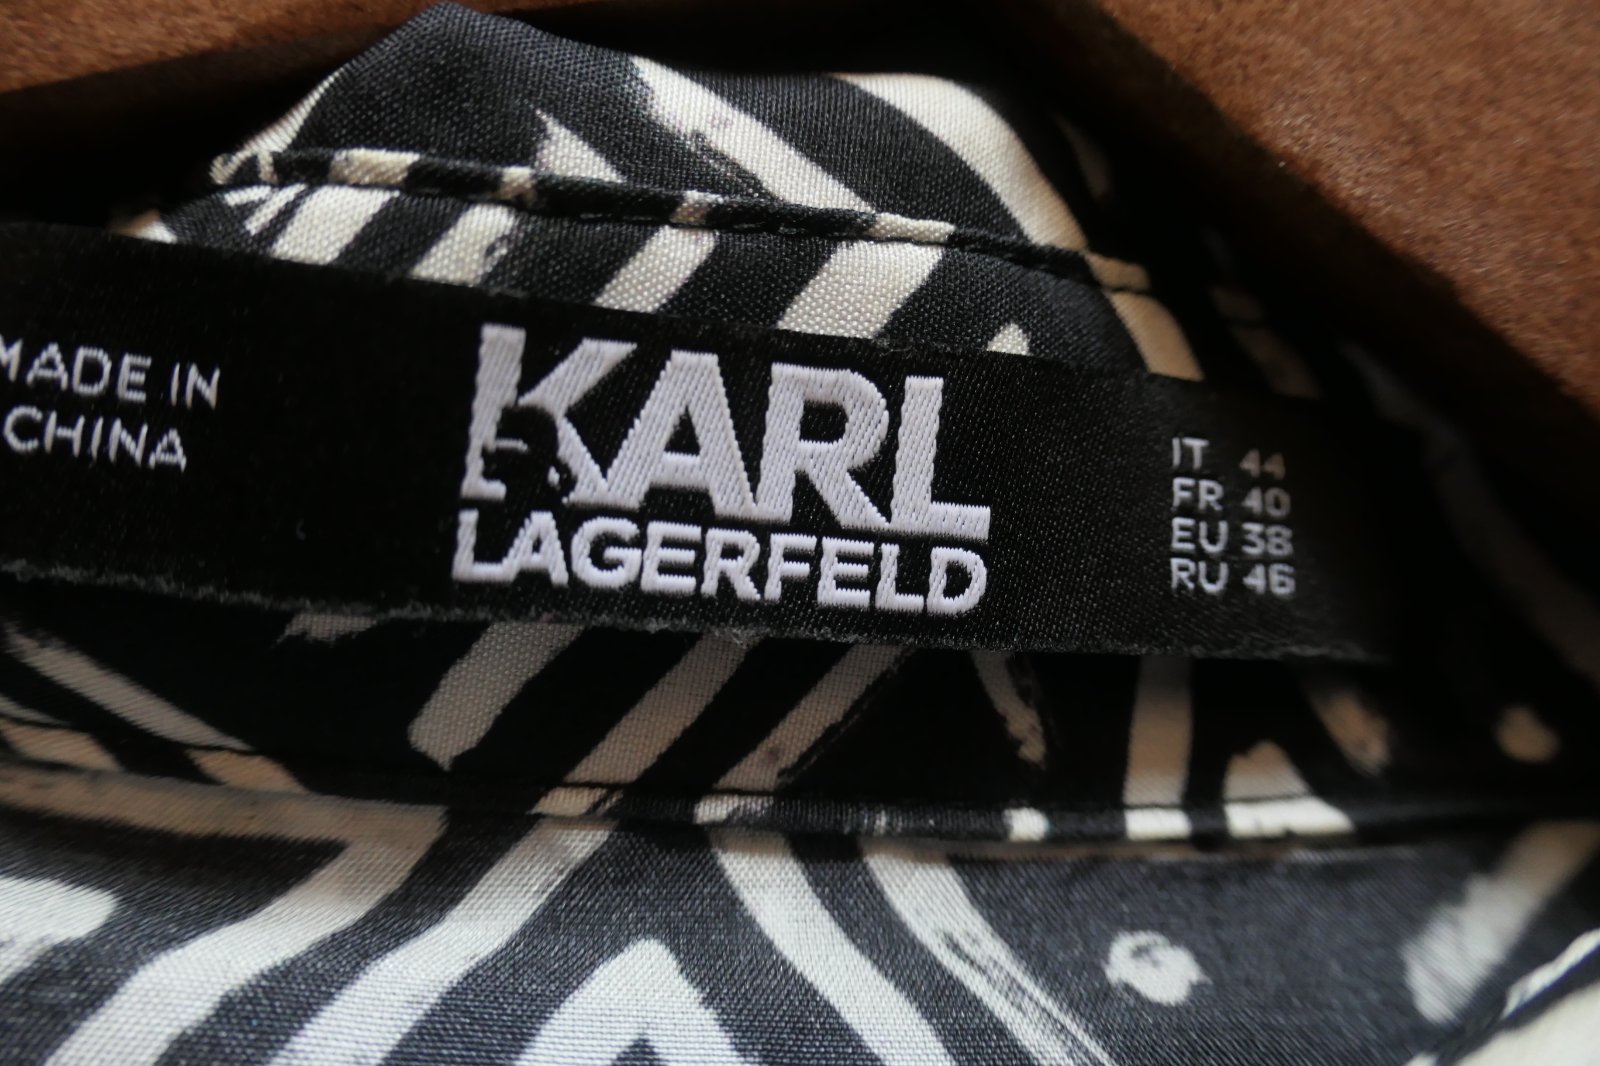 MADE IN
CHINA
KARL
LAGERFELD
IT 44
FR 40
EU 38
RU 46